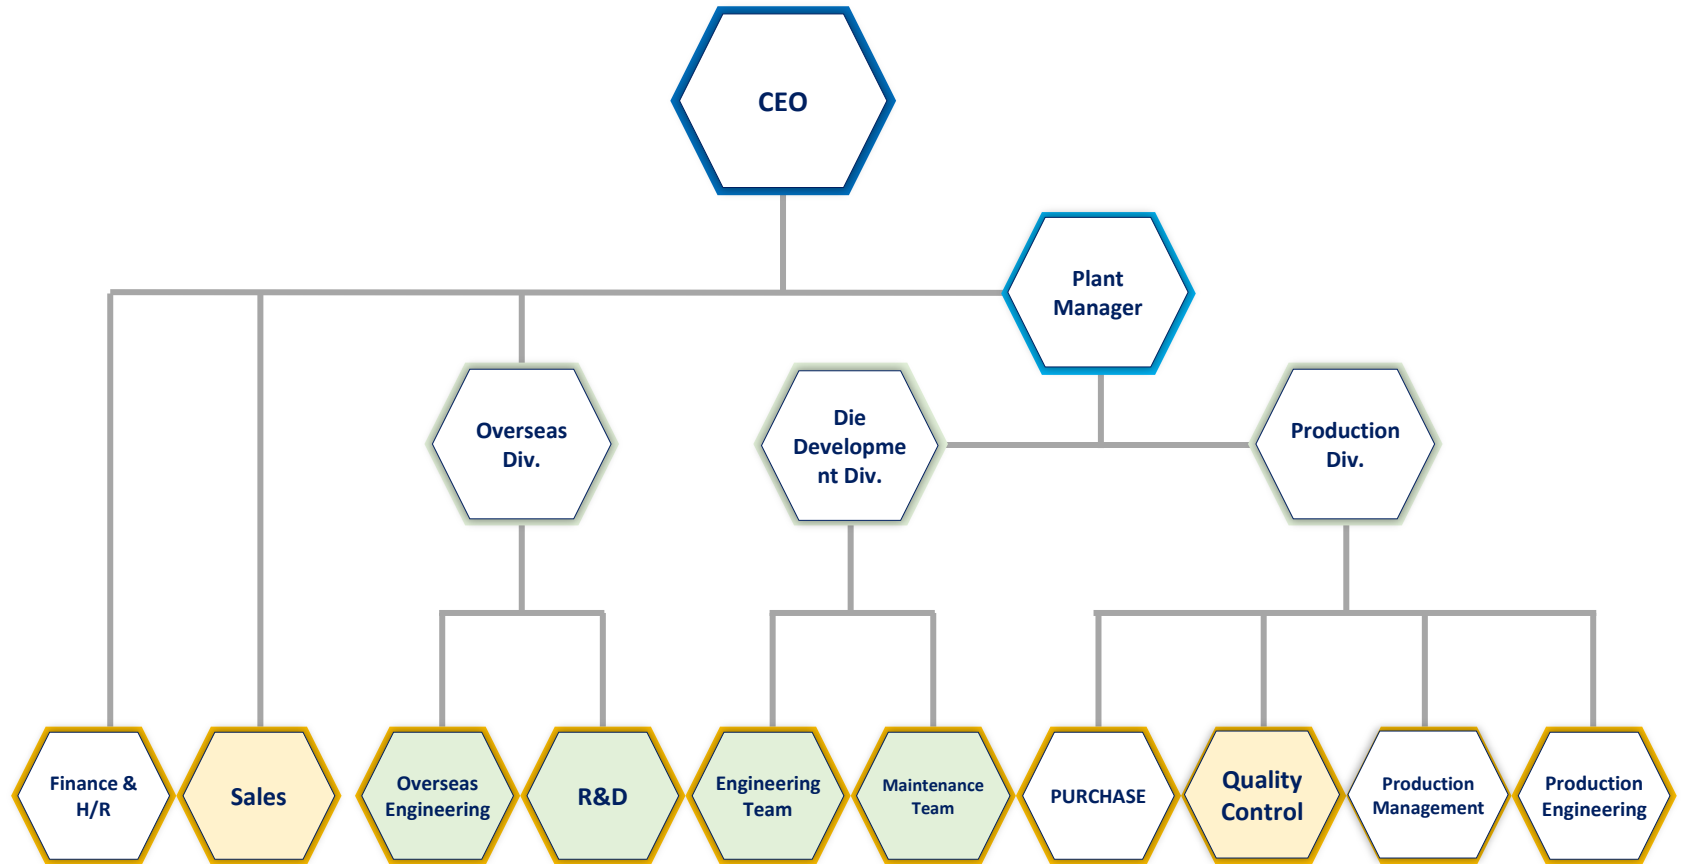 CEO
Plant
Manager
Overseas
Div.
Die
Developme
nt Div.
Production
Div.
Finance &
H/R
Sales
Overseas
Engineering
R&D
Engineering
Team
Maintenance
Team
PURCHASE
Quality
Control
Production
Management
Production
Engineering